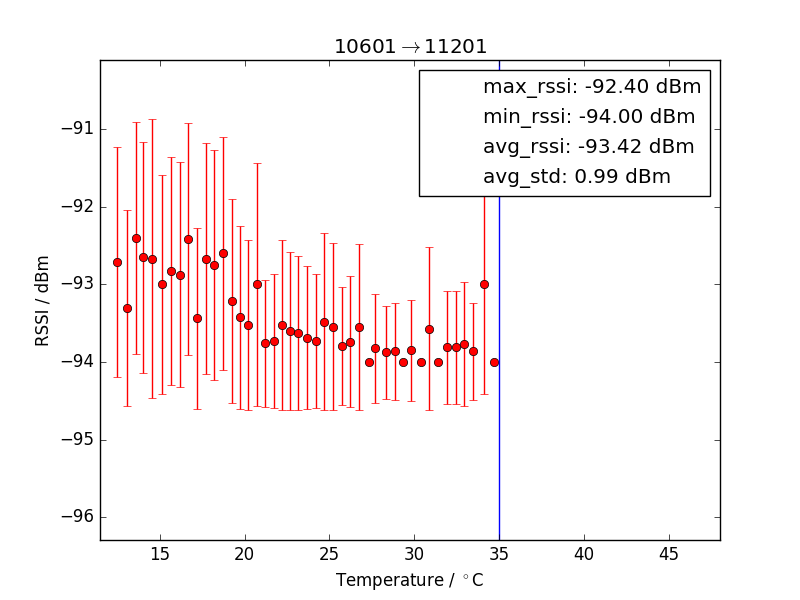 10601→11201
max_rssi: -92.40 dBm
min_rssi: -94.00 dBm
avg_rssi: -93.42 dBm
avg_std: 0.99 dBm
−91
−92
−93
−94
−95
−96
RSSI / dBm
15 20 25 30 35 40 45
Temperature / °C